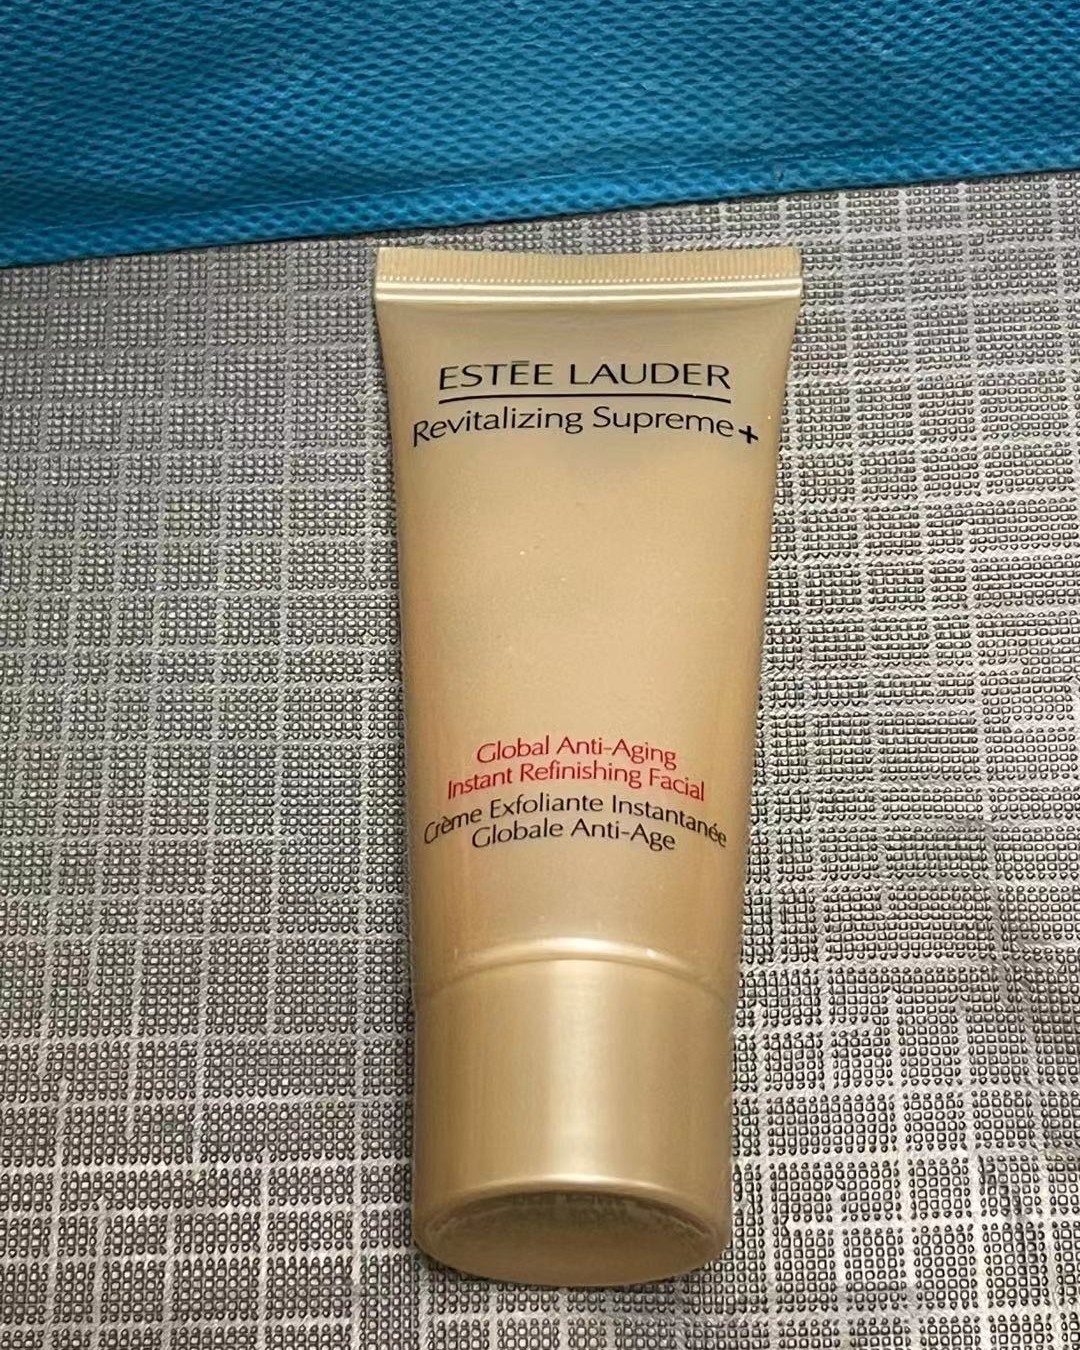 ESTĒE LAUDER
Revitalizing Supreme+
Global Anti-Aging
Instant Refinishing Facial
Crème Exfoliante Instantanée
Globale Anti-Age